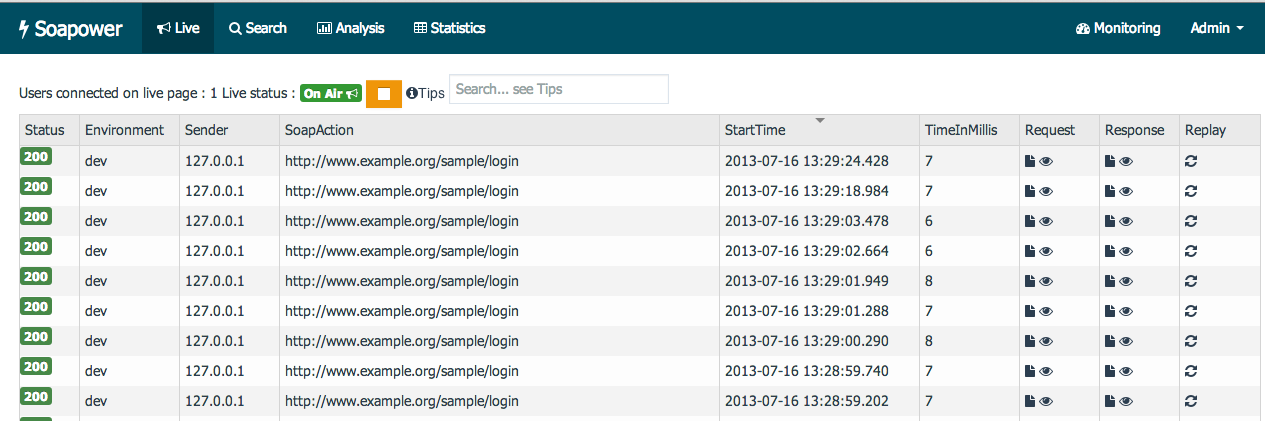 Soapower Live Search Analysis Statistics Monitoring Admin
Users connected on live page : 1 Live status : On Air Tips Search... see Tips
Status Environment Sender SoapAction StartTime TimeInMillis Request Response Replay
200 dev 127.0.0.1 http://www.example.org/sample/login 2013-07-16 13:29:24.428 7
200 dev 127.0.0.1 http://www.example.org/sample/login 2013-07-16 13:29:18.984 7
200 dev 127.0.0.1 http://www.example.org/sample/login 2013-07-16 13:29:03.478 6
200 dev 127.0.0.1 http://www.example.org/sample/login 2013-07-16 13:29:02.664 6
200 dev 127.0.0.1 http://www.example.org/sample/login 2013-07-16 13:29:01.949 8
200 dev 127.0.0.1 http://www.example.org/sample/login 2013-07-16 13:29:01.288 7
200 dev 127.0.0.1 http://www.example.org/sample/login 2013-07-16 13:29:00.290 8
200 dev 127.0.0.1 http://www.example.org/sample/login 2013-07-16 13:28:59.740 7
200 dev 127.0.0.1 http://www.example.org/sample/login 2013-07-16 13:28:59.202 7